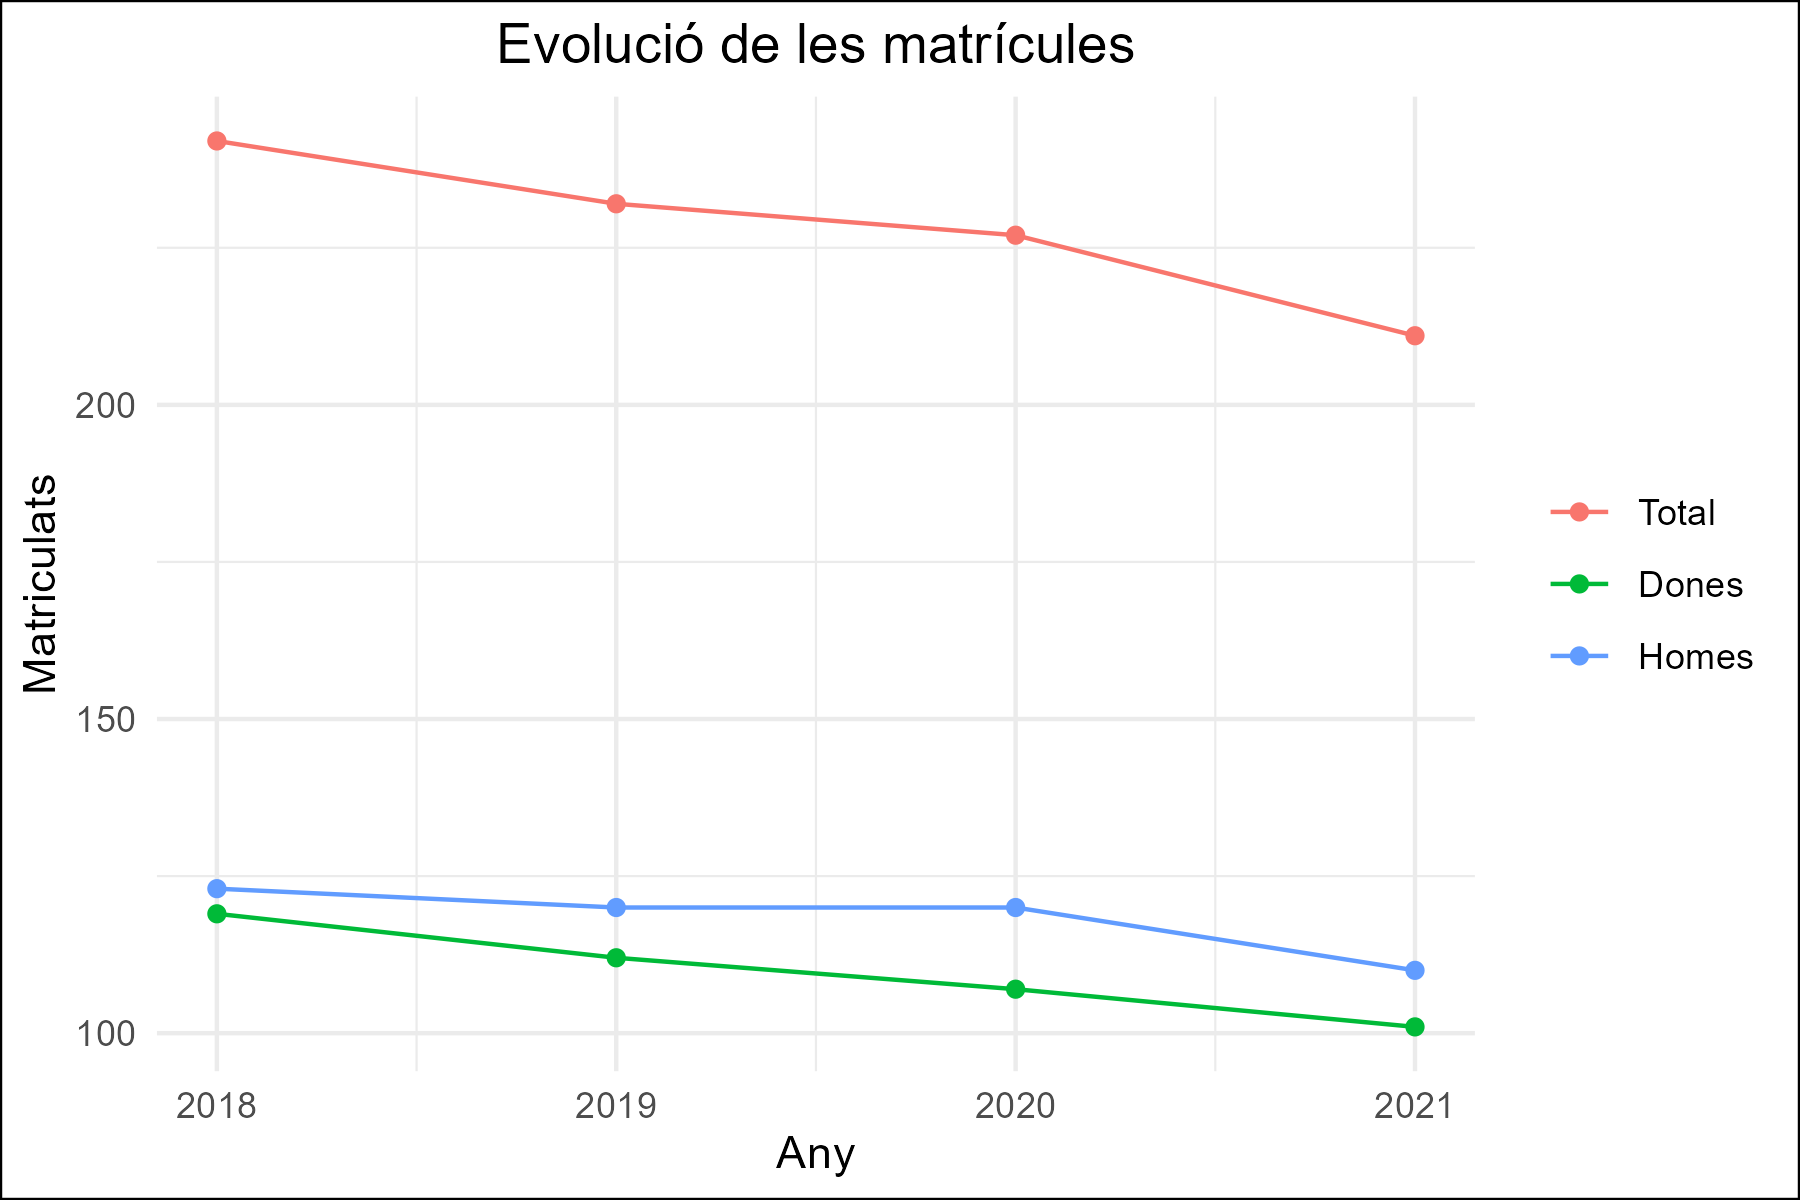 Evolució de les matrícules
Matriculats
200
150
100
2018
2019
2020
2021
Any
Total
Dones
Homes